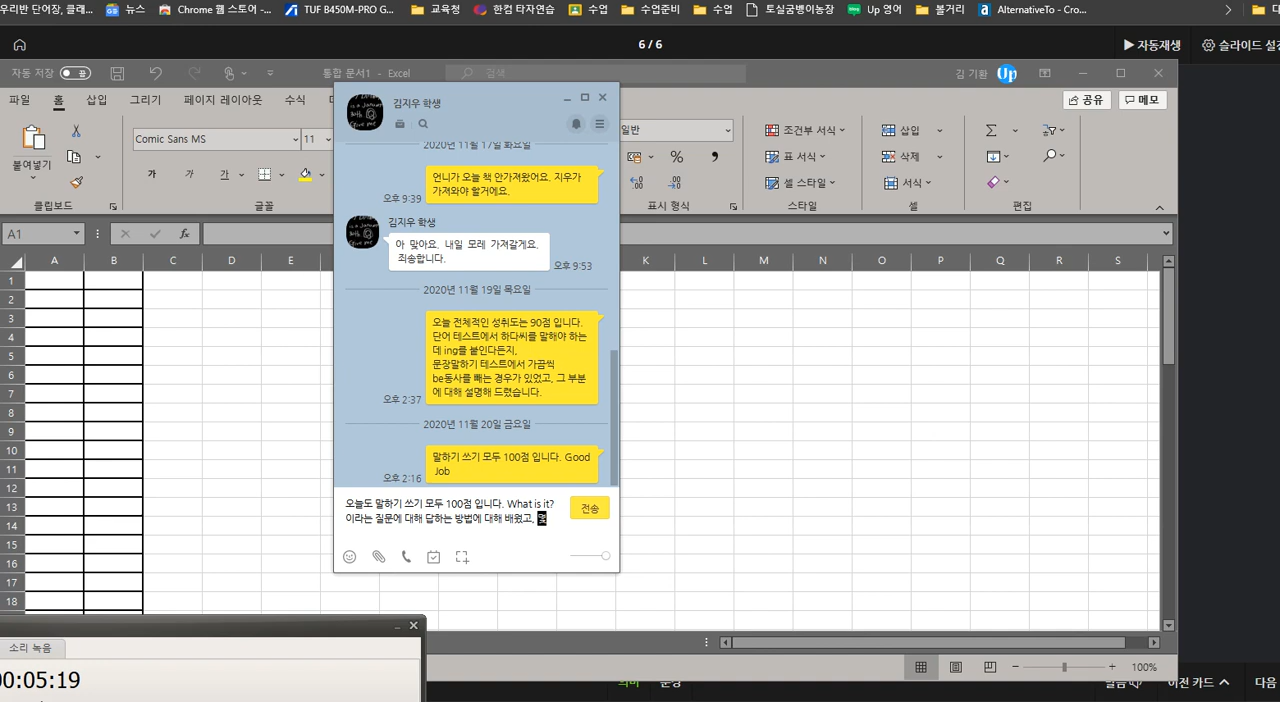 우리반 단어장, 클래... 뉴스 Chrome 웹 스토어 -... TUF B450M-PRO G... 교육청 한컴 타자연습 수업 수업준비 수업 토실굼벵이농장 Up 영어 볼거리 AlternativeTo - Cro...
6 / 6
자동재생 슬라이드 설정
자동 저장 끔 통합 문서1 - Excel 검색 김 기환 Up
파일 홈 삽입 그리기 페이지 레이아웃 수식
공유 메모
붙여넣기
클립보드
Comic Sans MS 11
가 가 가
글꼴
일반
% ,
표시 형식
조건부 서식
표 서식
셀 스타일
스타일
삽입
삭제
서식
셀
편집
A1 fx
A B C D E K L M N O P Q R S
1
2
3
4
5
6
7
8
9
10
11
12
13
14
15
16
17
18
김지우 학생
2020년 11월 17일 화요일
언니가 오늘 책 안가져왔어요. 지우가
가져와야 할거에요.
오후 9:39
김지우 학생
아 맞아요. 내일 모레 가져갈게요.
죄송합니다.
오후 9:53
2020년 11월 19일 목요일
오늘 전체적인 성취도는 90점 입니다.
단어 테스트에서 하다씨를 말해야 하는
데 ing를 붙인다든지,
문장말하기 테스트에서 가끔씩
be동사를 빼는 경우가 있었고, 그 부분
에 대해 설명해 드렸습니다.
오후 2:37
2020년 11월 20일 금요일
말하기 쓰기 모두 100점 입니다. Good
Job
오후 2:16
오늘도 말하기 쓰기 모두 100점 입니다. What is it?
이라는 질문에 대해 답하는 방법에 대해 배웠고,
전송
소리 녹음
0:05:19
100%
이전 카드 다음